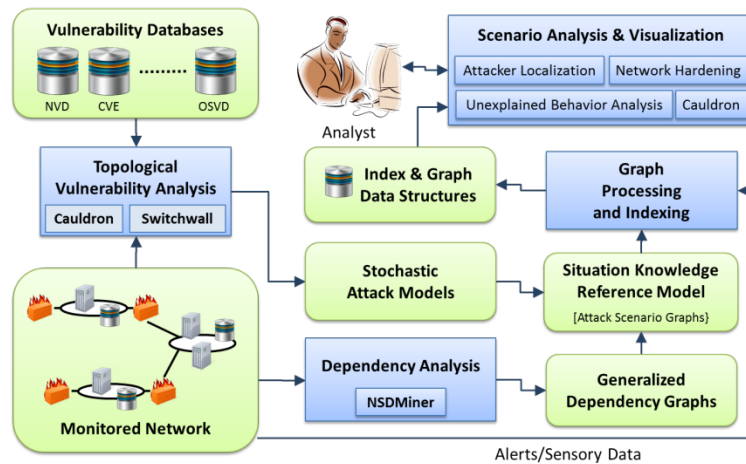 Vulnerability Databases
NVD
CVE
.........
OSVD
Scenario Analysis & Visualization
Attacker Localization
Network Hardening
Unexplained Behavior Analysis
Cauldron
Analyst
Topological
Vulnerability Analysis
Cauldron
Switchwall
Index & Graph
Data Structures
Graph
Processing
and Indexing
Stochastic
Attack Models
Situation Knowledge
Reference Model
[Attack Scenario Graphs}
Monitored Network
Dependency Analysis
NSDMiner
Generalized
Dependency Graphs
Alerts/Sensory Data